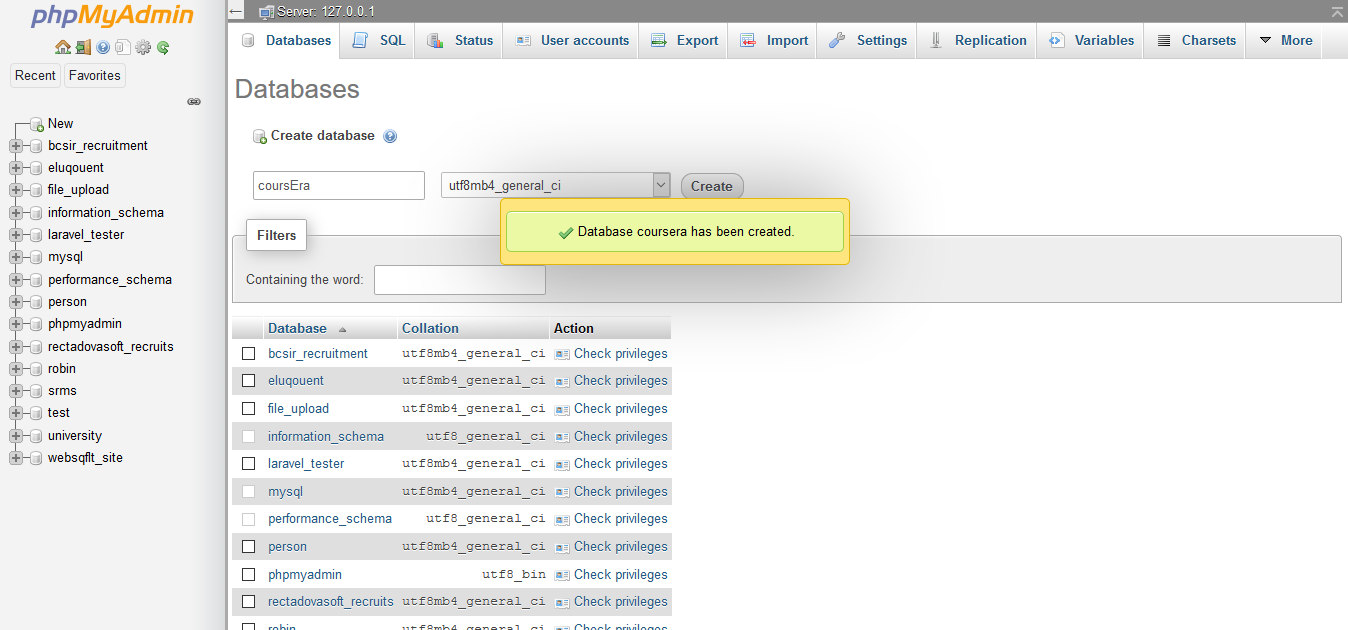 phpMyAdmin
Recent Favorites
New
bcsir_recruitment
eluqouent
file_upload
information_schema
laravel_tester
mysql
performance_schema
person
phpmyadmin
rectadovasoft_recruits
robin
srms
test
university
websqflt_site
Server: 127.0.0.1
Databases SQL Status User accounts Export Import Settings Replication Variables Charsets More
Databases
Create database
coursEra utf8mb4_general_ci Create
Database coursera has been created.
Filters
Containing the word:
Database Collation Action
bcsir_recruitment utf8mb4_general_ci Check privileges
eluqouent utf8mb4_general_ci Check privileges
file_upload utf8mb4_general_ci Check privileges
information_schema utf8_general_ci Check privileges
laravel_tester utf8mb4_general_ci Check privileges
mysql utf8mb4_general_ci Check privileges
performance_schema utf8_general_ci Check privileges
person utf8mb4_general_ci Check privileges
phpmyadmin utf8_bin Check privileges
rectadovasoft_recruits utf8mb4_general_ci Check privileges
robin utf8mb4_general_ci Check privileges